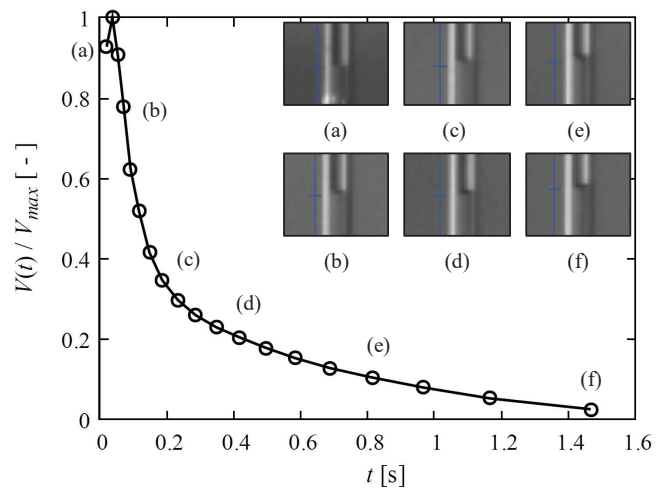 1
0.8
0.6
0.4
0.2
0
V(t) / V_max [ - ]
(a)
(b)
(c)
(d)
(e)
(f)
(a)
(c)
(e)
(b)
(d)
(f)
0
0.2
0.4
0.6
0.8
1
1.2
1.4
1.6
t [s]